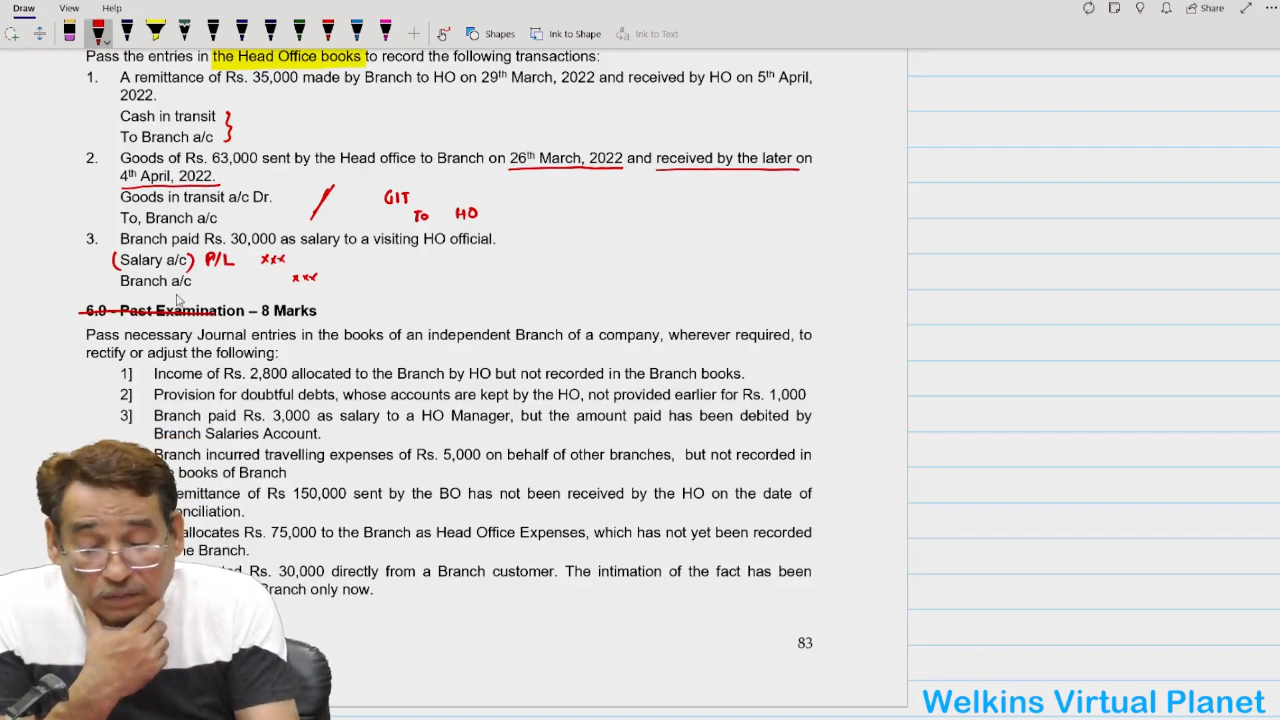 Draw View Help
Shapes Ink to Shape Ink to Text Share
Pass the entries in the Head Office books to record the following transactions:
1. A remittance of Rs. 35,000 made by Branch to HO on 29th March, 2022 and received by HO on 5th April,
2022.
Cash in transit
To Branch a/c
2. Goods of Rs. 63,000 sent by the Head office to Branch on 26th March, 2022 and received by the later on
4th April, 2022.
Goods in transit a/c Dr. GIT
To, Branch a/c To HO
3. Branch paid Rs. 30,000 as salary to a visiting HO official.
(Salary a/c) P/L xxx
Branch a/c xxx
6.9 - Past Examination – 8 Marks
Pass necessary Journal entries in the books of an independent Branch of a company, wherever required, to
rectify or adjust the following:
1] Income of Rs. 2,800 allocated to the Branch by HO but not recorded in the Branch books.
2] Provision for doubtful debts, whose accounts are kept by the HO, not provided earlier for Rs. 1,000
3] Branch paid Rs. 3,000 as salary to a HO Manager, but the amount paid has been debited by
Branch Salaries Account.
Branch incurred travelling expenses of Rs. 5,000 on behalf of other branches, but not recorded in
books of Branch
emittance of Rs 150,000 sent by the BO has not been received by the HO on the date of
onciliation.
allocates Rs. 75,000 to the Branch as Head Office Expenses, which has not yet been recorded
he Branch.
Rs. 30,000 directly from a Branch customer. The intimation of the fact has been
Branch only now.
83
Welkins Virtual Planet